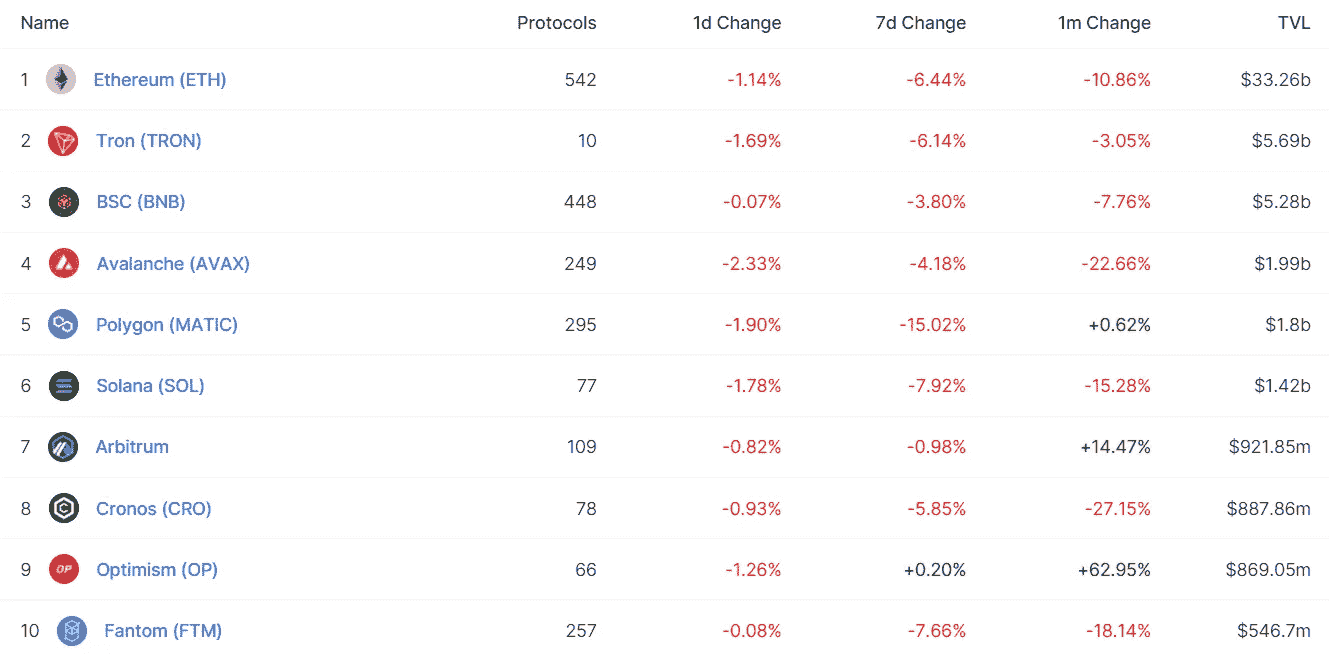 Name Protocols 1d Change 7d Change 1m Change TVL
1 Ethereum (ETH) 542 -1.14% -6.44% -10.86% $33.26b
2 Tron (TRON) 10 -1.69% -6.14% -3.05% $5.69b
3 BSC (BNB) 448 -0.07% -3.80% -7.76% $5.28b
4 Avalanche (AVAX) 249 -2.33% -4.18% -22.66% $1.99b
5 Polygon (MATIC) 295 -1.90% -15.02% +0.62% $1.8b
6 Solana (SOL) 77 -1.78% -7.92% -15.28% $1.42b
7 Arbitrum 109 -0.82% -0.98% +14.47% $921.85m
8 Cronos (CRO) 78 -0.93% -5.85% -27.15% $887.86m
9 OP Optimism (OP) 66 -1.26% +0.20% +62.95% $869.05m
10 Fantom (FTM) 257 -0.08% -7.66% -18.14% $546.7m